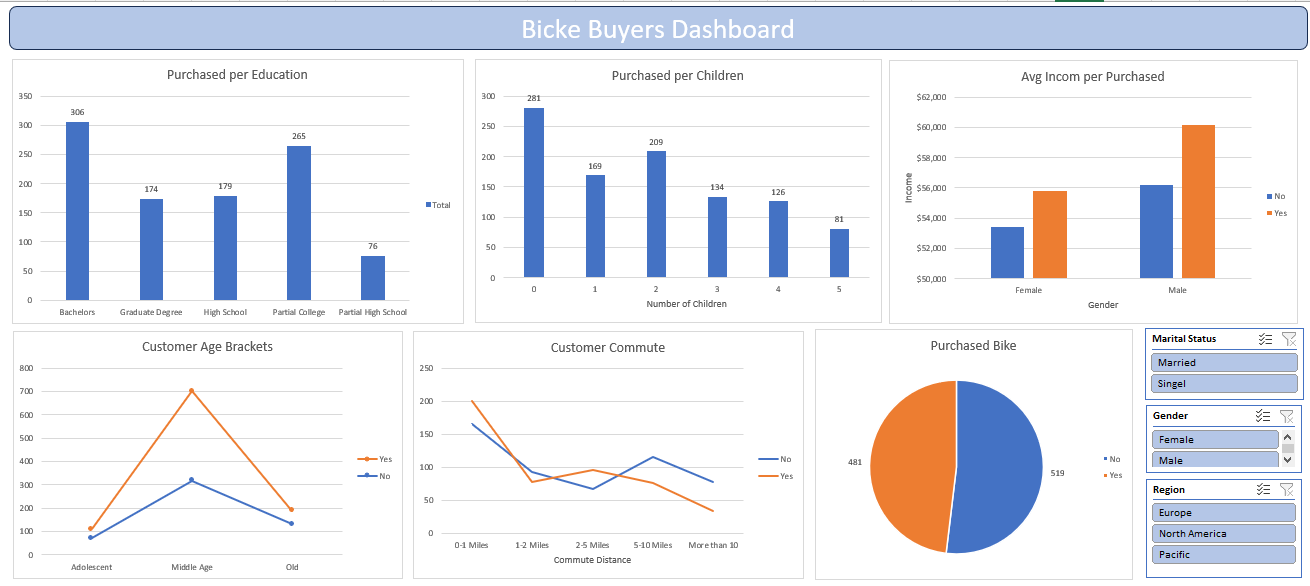 Bicke Buyers Dashboard
Purchased per Education
350
300
250
200
150
100
50
0
306
174
179
265
76
Bachelors
Graduate Degree
High School
Partial College
Partial High School
Total
Purchased per Children
300
250
200
150
100
50
0
281
169
209
134
126
81
0
1
2
3
4
5
Number of Children
Avg Incom per Purchased
$62,000
$60,000
$58,000
$56,000
$54,000
$52,000
$50,000
Income
Female
Male
Gender
No
Yes
Customer Age Brackets
800
700
600
500
400
300
200
100
0
Adolescent
Middle Age
Old
Yes
No
Customer Commute
250
200
150
100
50
0
0-1 Miles
1-2 Miles
2-5 Miles
5-10 Miles
More than 10
Commute Distance
No
Yes
Purchased Bike
481
519
No
Yes
Marital Status
Married
Singel
Gender
Female
Male
Region
Europe
North America
Pacific